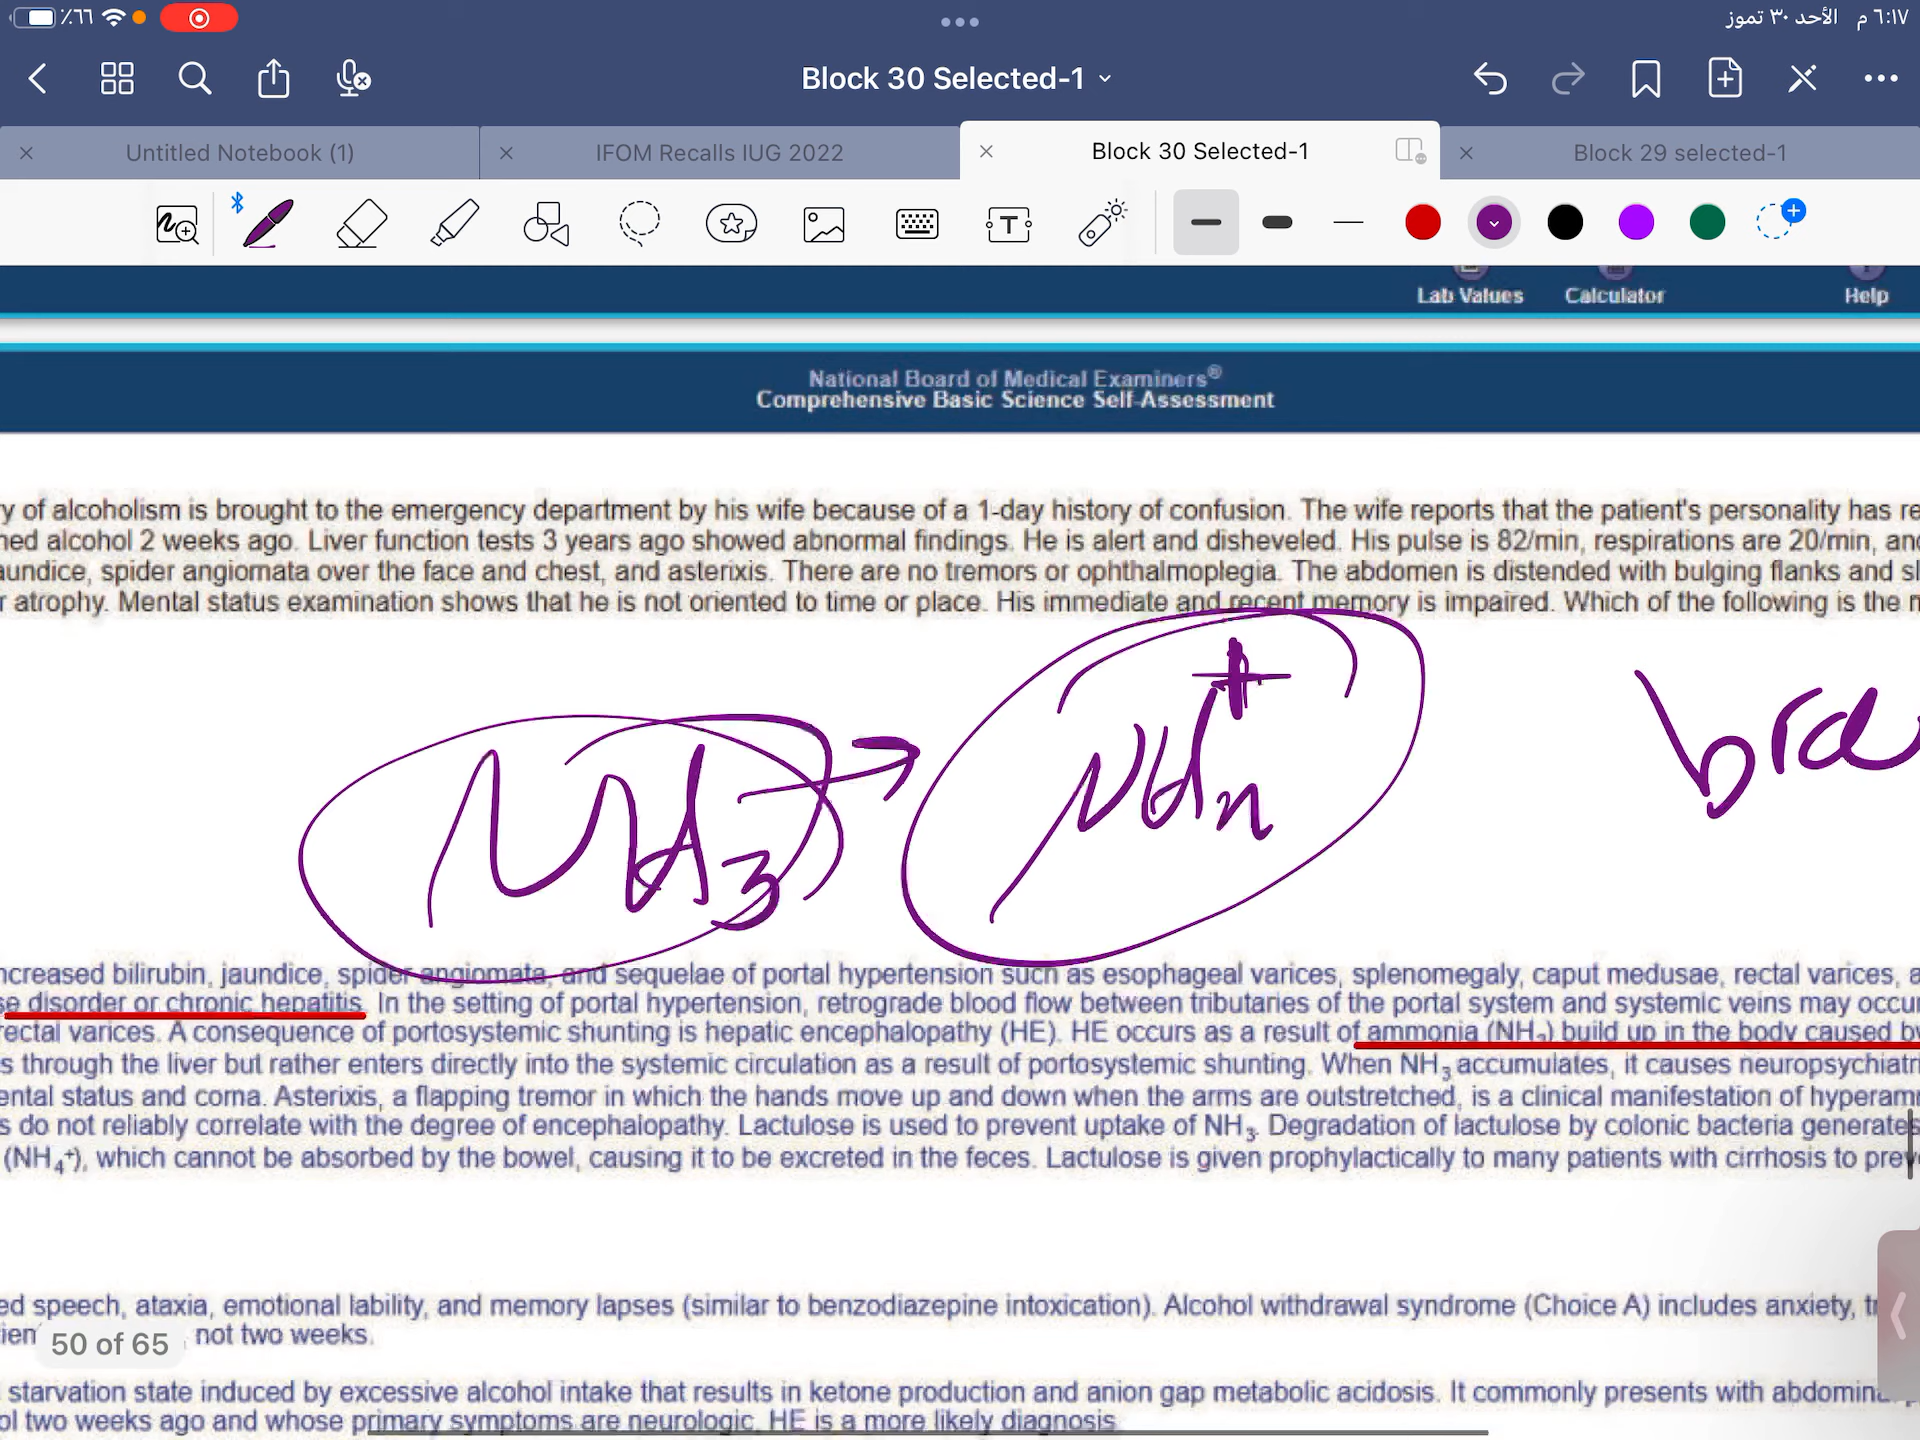 ٪٦٦
٦:١٧ م الأحد ٣٠ تموز
Block 30 Selected-1
Untitled Notebook (1)
IFOM Recalls IUG 2022
Block 30 Selected-1
Block 29 selected-1
T
Lab Values Calculator Help
National Board of Medical Examiners®
Comprehensive Basic Science Self-Assessment
y of alcoholism is brought to the emergency department by his wife because of a 1-day history of confusion. The wife reports that the patient's personality has re
ned alcohol 2 weeks ago. Liver function tests 3 years ago showed abnormal findings. He is alert and disheveled. His pulse is 82/min, respirations are 20/min, and
aundice, spider angiomata over the face and chest, and asterixis. There are no tremors or ophthalmoplegia. The abdomen is distended with bulging flanks and sl
r atrophy. Mental status examination shows that he is not oriented to time or place. His immediate and recent memory is impaired. Which of the following is the m
NH3 → NH +
bra
ncreased bilirubin, jaundice, spider angiomata, and sequelae of portal hypertension such as esophageal varices, splenomegaly, caput medusae, rectal varices, a
se disorder or chronic hepatitis. In the setting of portal hypertension, retrograde blood flow between tributaries of the portal system and systemic veins may occur
rectal varices. A consequence of portosystemic shunting is hepatic encephalopathy (HE). HE occurs as a result of ammonia (NH3) build up in the body caused by
s through the liver but rather enters directly into the systemic circulation as a result of portosystemic shunting. When NH3 accumulates, it causes neuropsychiatri
ental status and coma. Asterixis, a flapping tremor in which the hands move up and down when the arms are outstretched, is a clinical manifestation of hyperamm
s do not reliably correlate with the degree of encephalopathy. Lactulose is used to prevent uptake of NH3. Degradation of lactulose by colonic bacteria generates
(NH4+), which cannot be absorbed by the bowel, causing it to be excreted in the feces. Lactulose is given prophylactically to many patients with cirrhosis to preve
ed speech, ataxia, emotional lability, and memory lapses (similar to benzodiazepine intoxication). Alcohol withdrawal syndrome (Choice A) includes anxiety, tr
ien not two weeks.
50 of 65
starvation state induced by excessive alcohol intake that results in ketone production and anion gap metabolic acidosis. It commonly presents with abdomina
ol two weeks ago and whose primary symptoms are neurologic, HE is a more likely diagnosis